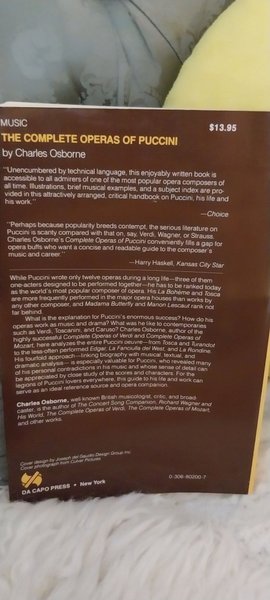 MUSIC
$13.95
THE COMPLETE OPERAS OF PUCCINI
by Charles Osborne
"Unencumbered by technical language, this enjoyably written book is
accessible to all admirers of one of the most popular opera composers of
all time. Illustrations, brief musical examples, and a subject index are pro-
vided in this attractively arranged, critical handbook on Puccini, his life and
his work."
—Choice
"Perhaps because popularity breeds contempt, the serious literature on
Puccini is scanty compared with that on, say, Verdi, Wagner, or Strauss.
Charles Osborne's Complete Operas of Puccini conveniently fills a gap for
opera buffs who want a concise and readable guide to the composer's
music and career."
—Harry Haskell, Kansas City Star
While Puccini wrote only twelve operas during a long life—three of them
one-acters designed to be performed together—he has to be ranked today
as the world's most popular composer of opera. His La Bohème and Tosca
are more frequently performed in the major opera houses than works by
any other composer, and Madama Butterfly and Manon Lescaut rank not
far behind.
What is the explanation for Puccini's enormous success? How do his
operas work as music and drama? What was he like to contemporaries
such as Verdi, Toscanini, and Caruso? Charles Osborne, author of the
highly successful Complete Operas of Verdi and Complete Operas of
Mozart, here analyzes the entire Puccini oeuvre—from Tosca and Turandot
to the less-often performed Edgar, La Fanciulla del West, and La Rondine.
His fourfold approach—linking biography with musical, textual, and
dramatic analysis— is especially valuable for Puccini, who revealed many
of his personal contradictions in his music and whose sense of detail can
be appreciated by close study of the scores and characters. For the
legions of Puccini lovers everywhere, this guide to his life and work can
serve as an ideal reference source and opera companion.
Charles Osborne, well known British musicologist, critic, and broad-
caster, is the author of The Concert Song Companion, Richard Wagner and
His World, The Complete Operas of Verdi, The Complete Operas of Mozart,
and other works.
Cover design by Joseph del Gaudio Design Group Inc.
Cover photograph from Culver Pictures
0-306-80200-7
DA CAPO PRESS • New York